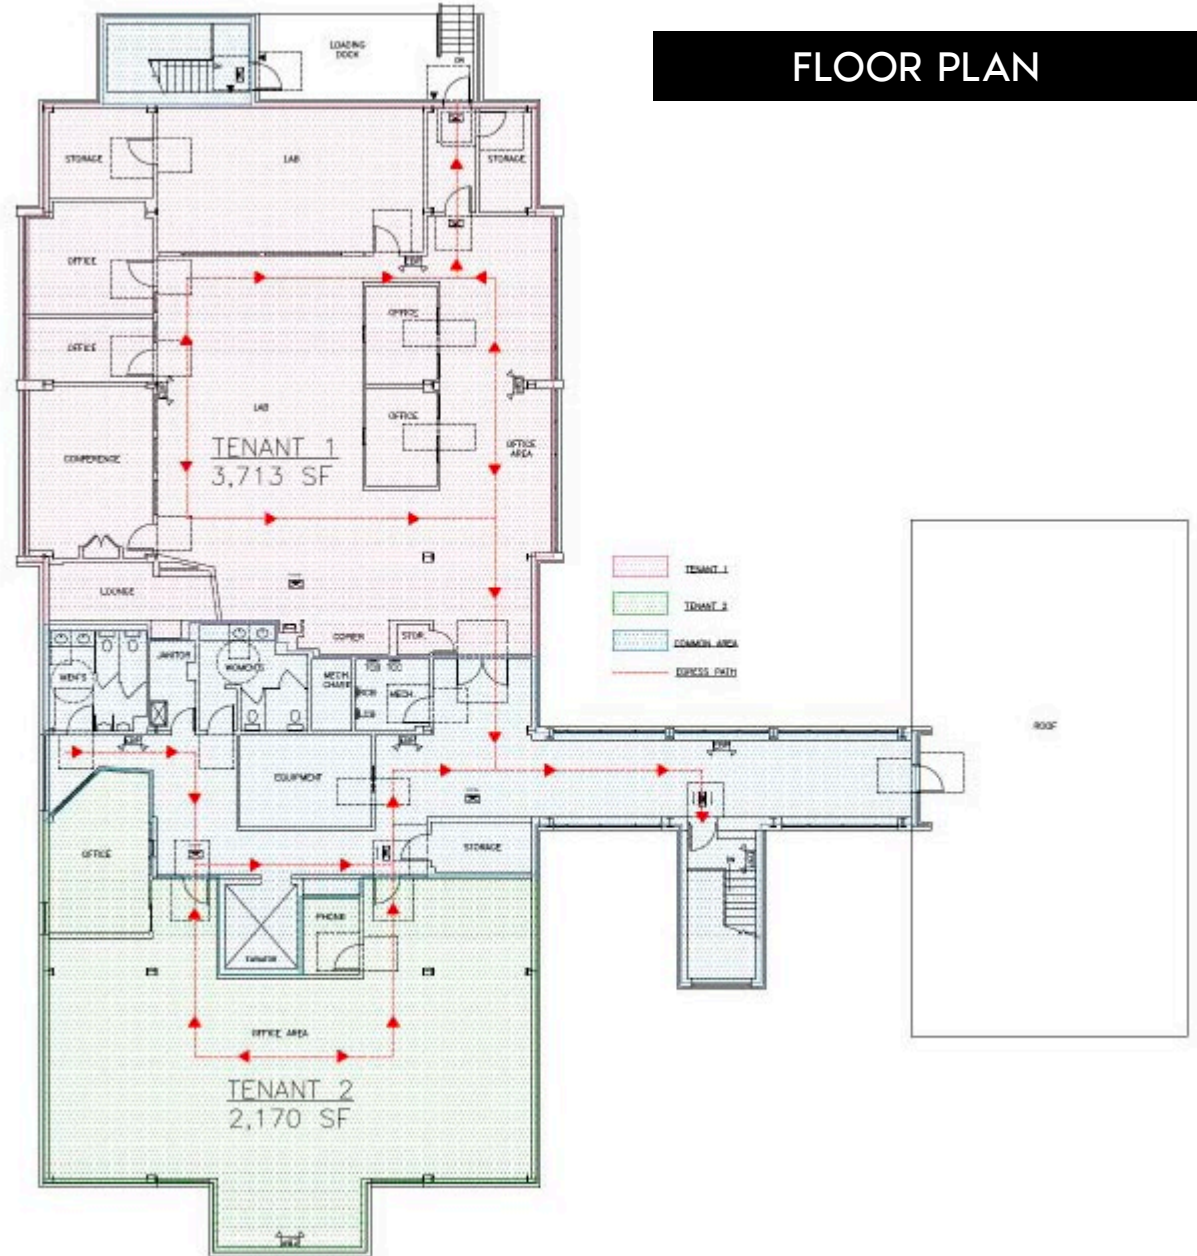 FLOOR PLAN
LOADING
DOCK
DN
STORAGE
LAB
STORAGE
OFFICE
OFFICE
OFFICE
LAB
OFFICE
OFFICE
AREA
TENANT 1
3,713 SF
CONFERENCE
LOUNGE
COPIER
STOR.
TENANT 1
TENANT 2
COMMON AREA
EGRESS PATH
MEN'S
JANITOR
WOMEN'S
MECH.
CHASE
MECH.
ROOF
EQUIPMENT
STORAGE
OFFICE
PHONE
OFFICE AREA
TENANT 2
2,170 SF